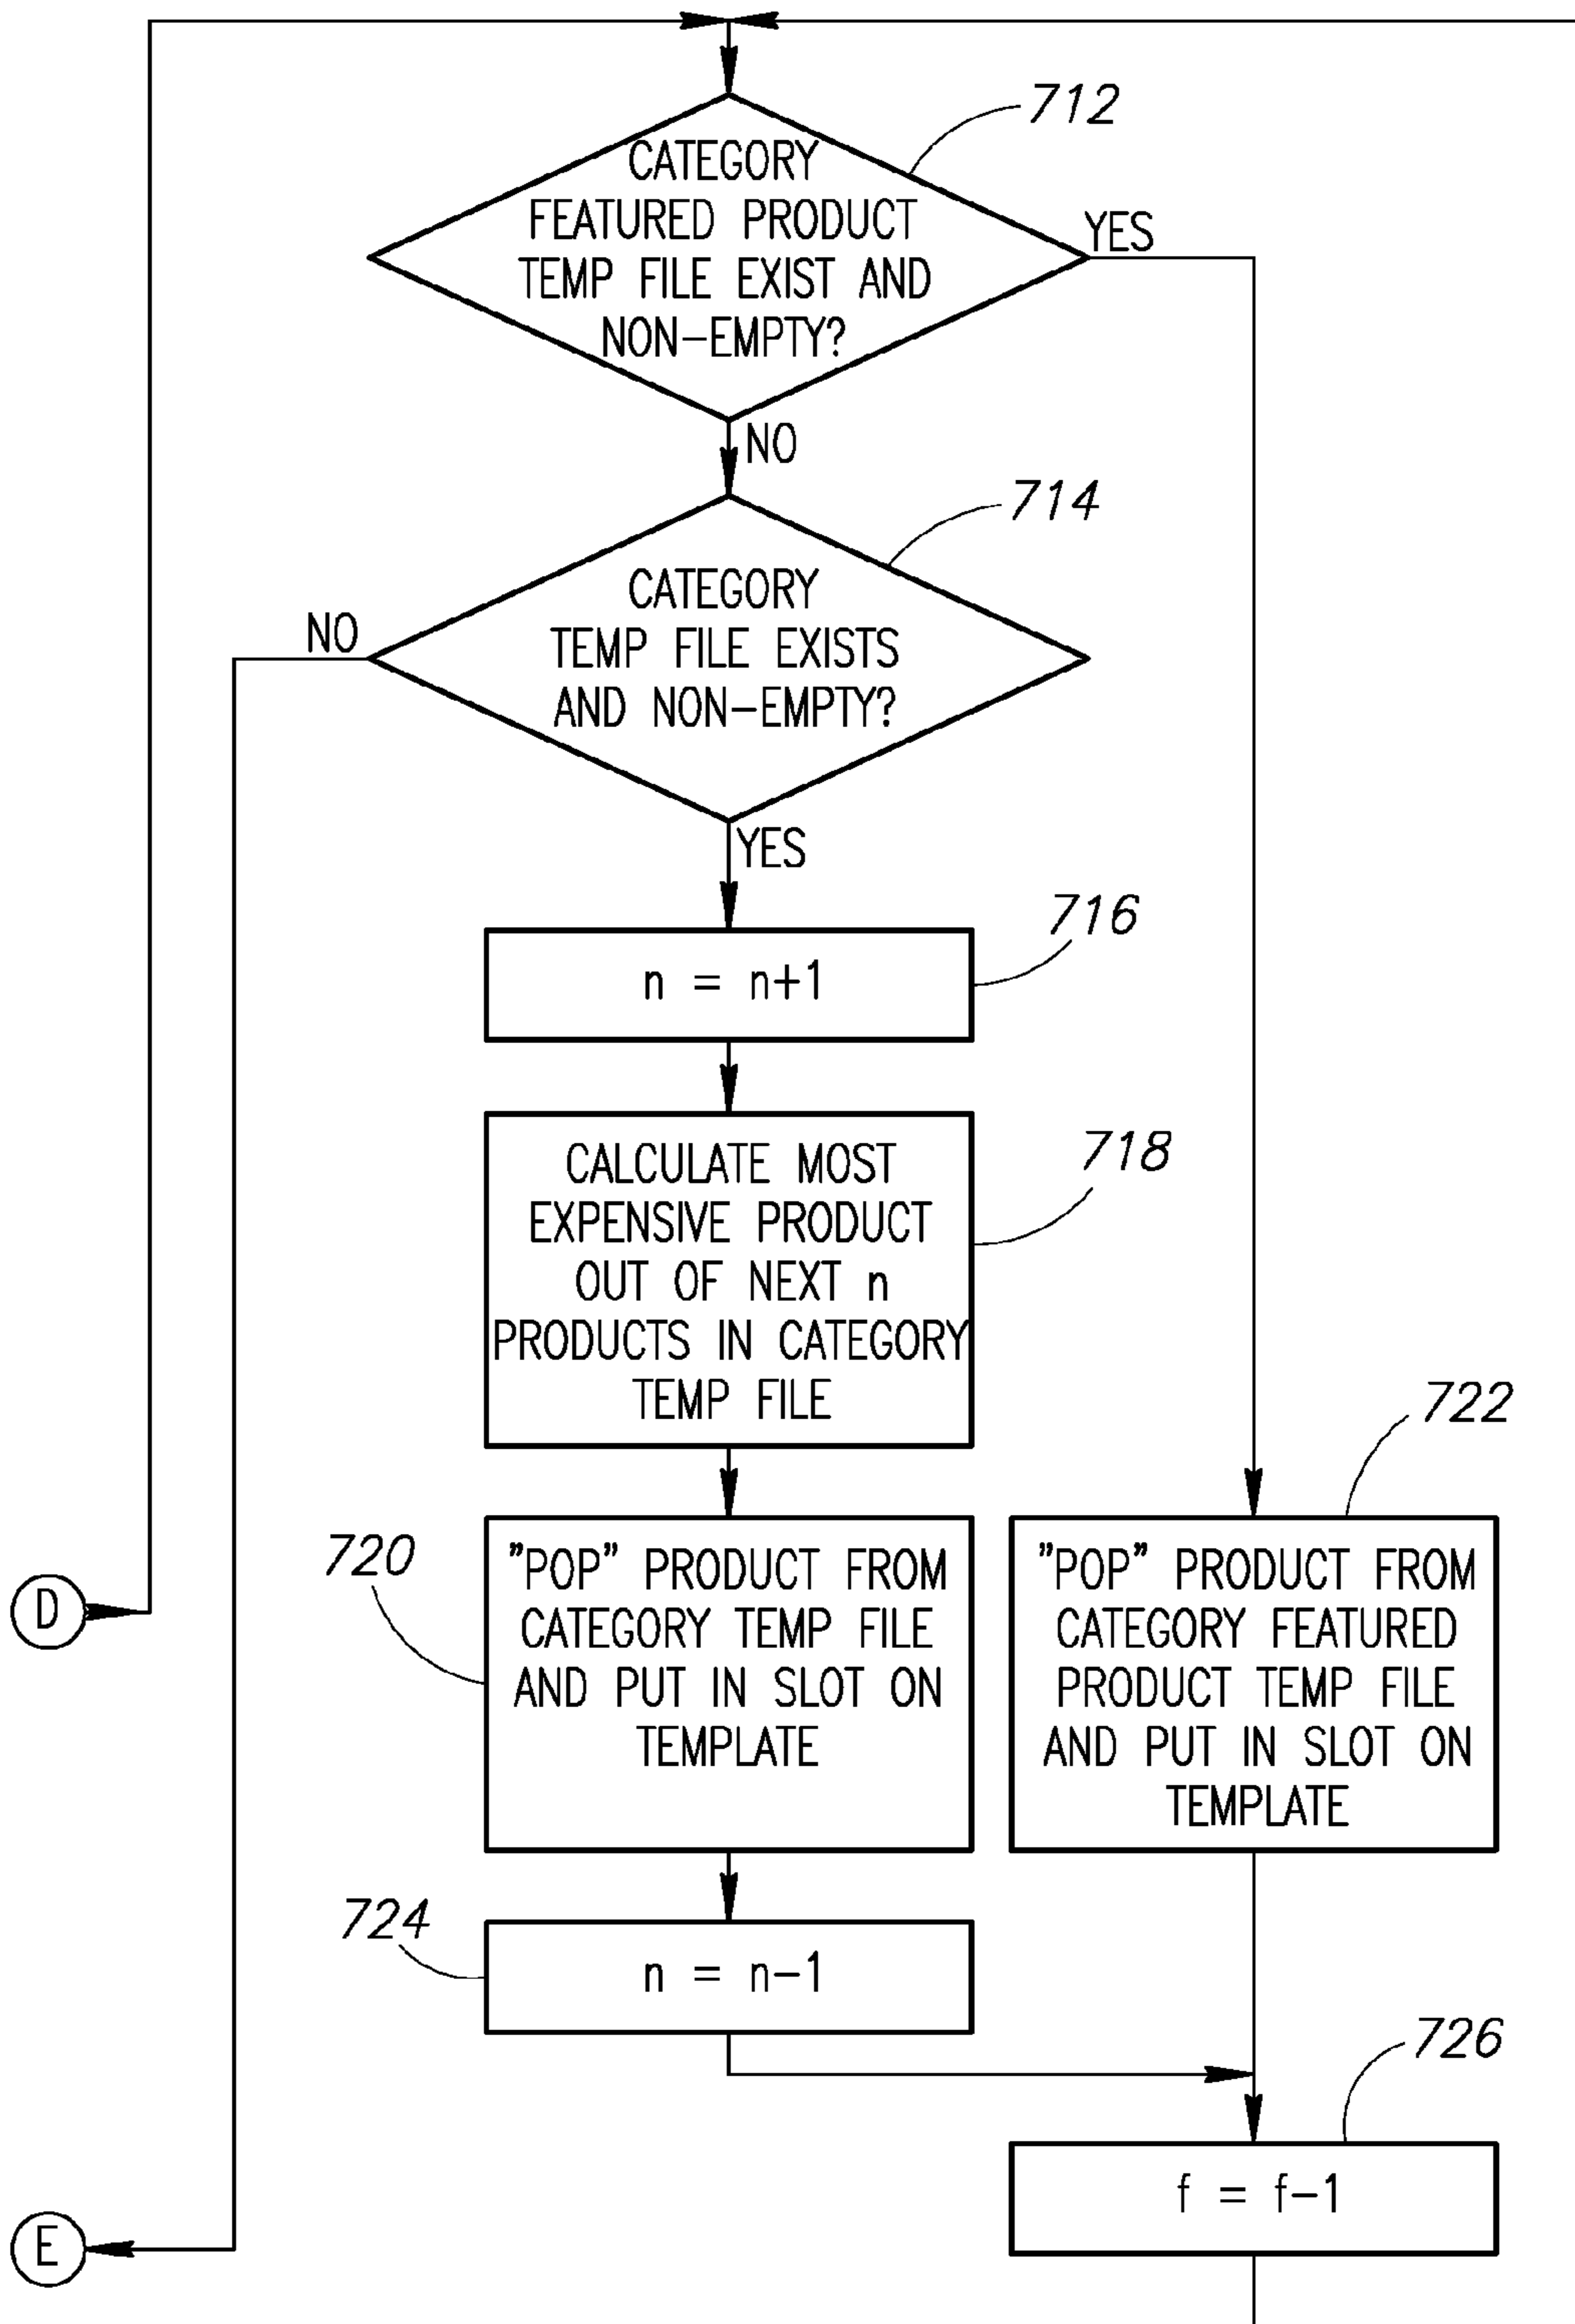 712
CATEGORY
FEATURED PRODUCT
TEMP FILE EXIST AND
NON-EMPTY?
YES
NO
714
CATEGORY
TEMP FILE EXISTS
AND NON-EMPTY?
NO
YES
716
n = n+1
718
CALCULATE MOST
EXPENSIVE PRODUCT
OUT OF NEXT n
PRODUCTS IN CATEGORY
TEMP FILE
722
720
"POP" PRODUCT FROM
CATEGORY TEMP FILE
AND PUT IN SLOT ON
TEMPLATE
"POP" PRODUCT FROM
CATEGORY FEATURED
PRODUCT TEMP FILE
AND PUT IN SLOT ON
TEMPLATE
D
724
n = n-1
726
f = f-1
E